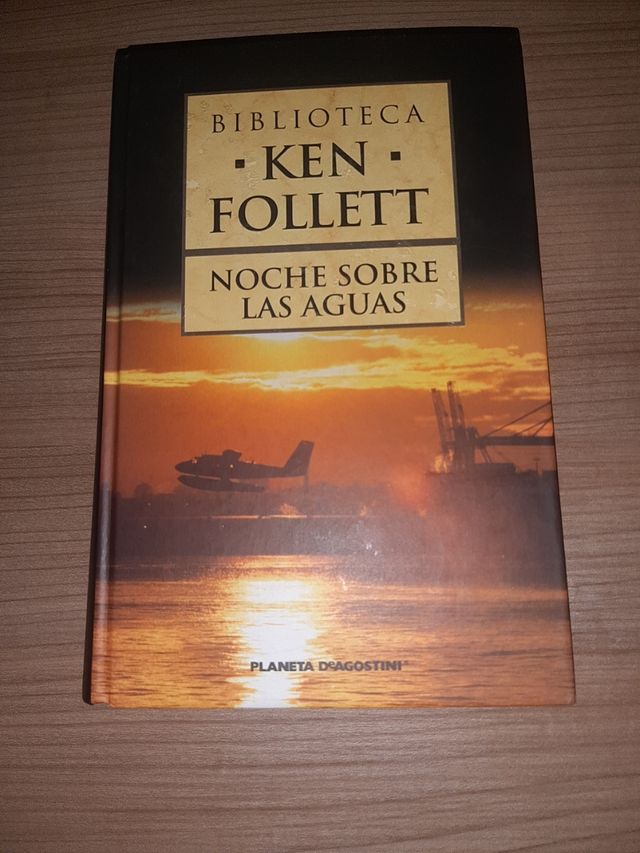 BIBLIOTECA
· KEN ·
FOLLETT
NOCHE SOBRE
LAS AGUAS
PLANETA DeAGOSTINI